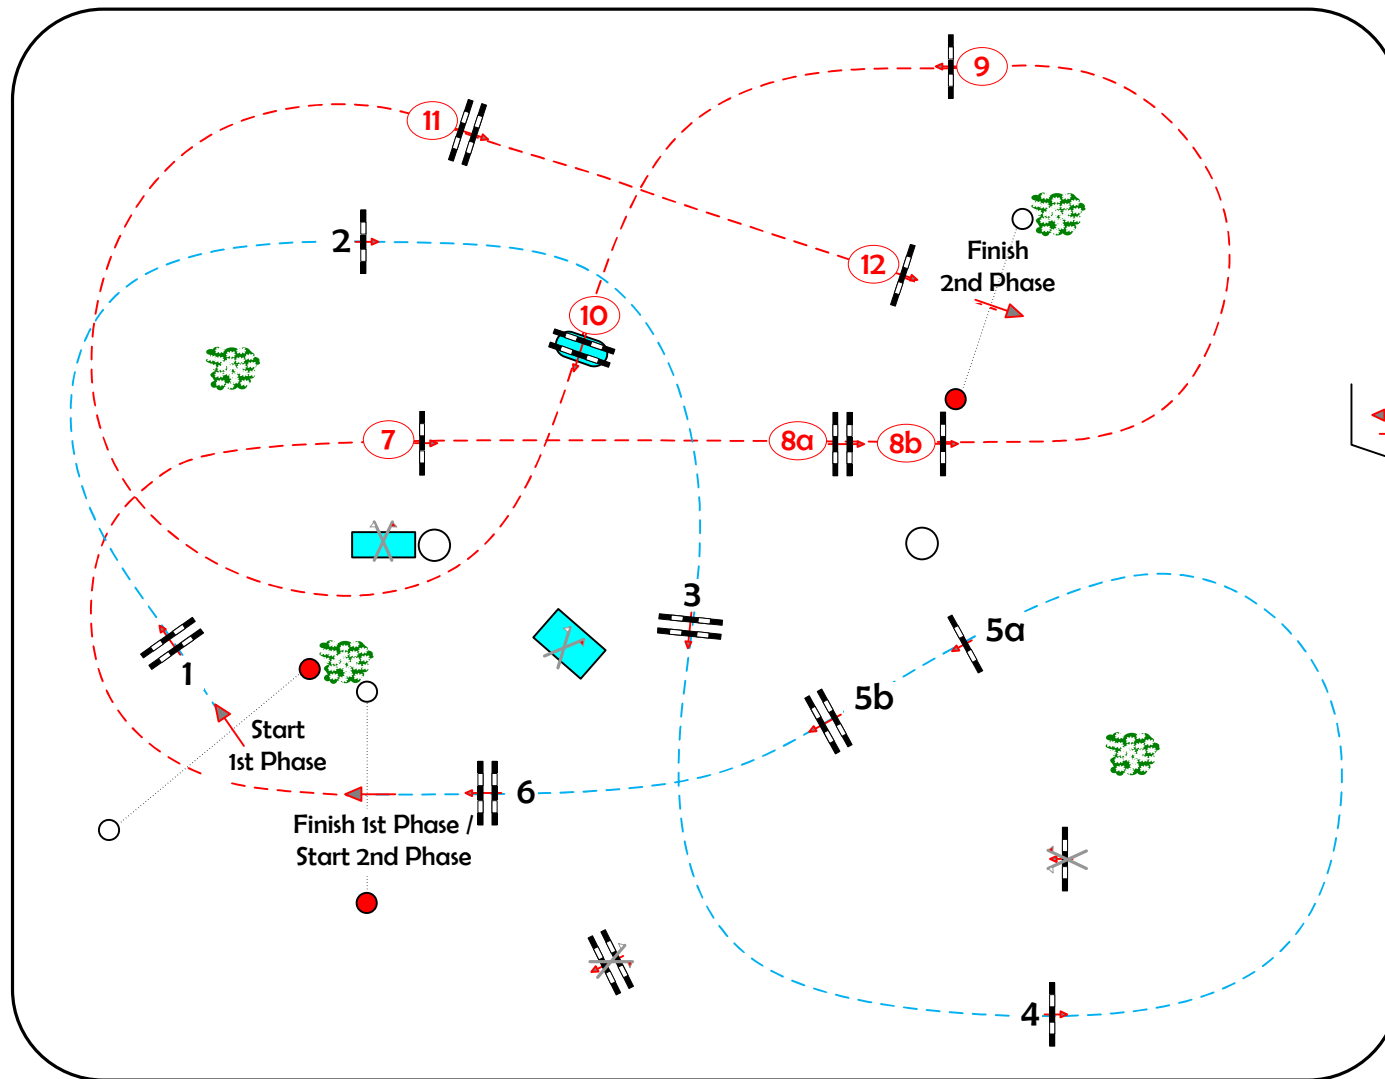 9
11
2
12
Finish
2nd Phase
10
7
8a
8b
3
5a
1
5b
Start
1st Phase
6
Finish 1st Phase /
Start 2nd Phase
4